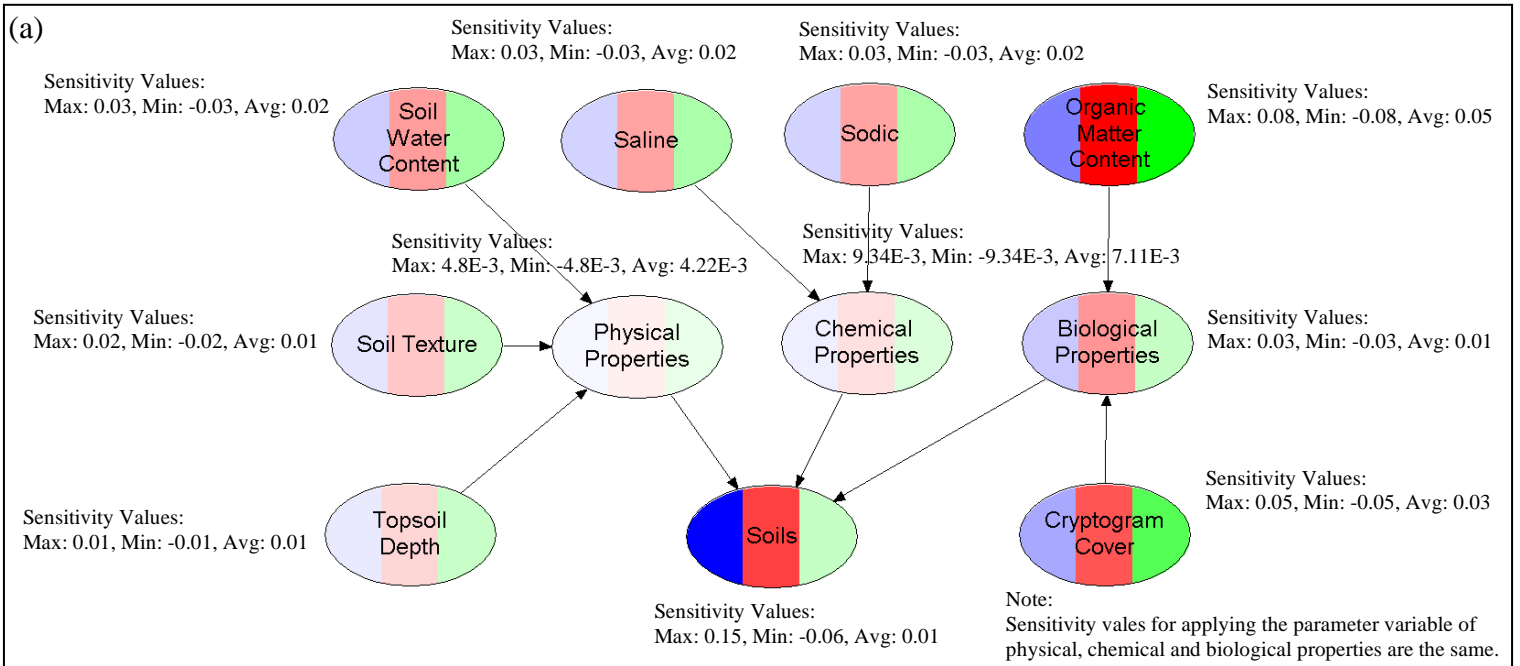 (a)
Sensitivity Values:
Max: 0.03, Min: -0.03, Avg: 0.02
Sensitivity Values:
Max: 0.03, Min: -0.03, Avg: 0.02
Sensitivity Values:
Max: 0.03, Min: -0.03, Avg: 0.02
Sensitivity Values:
Max: 0.08, Min: -0.08, Avg: 0.05
Soil
Water
Content
Saline
Sodic
Organic
Matter
Content
Sensitivity Values:
Max: 4.8E-3, Min: -4.8E-3, Avg: 4.22E-3
Sensitivity Values:
Max: 9.34E-3, Min: -9.34E-3, Avg: 7.11E-3
Sensitivity Values:
Max: 0.02, Min: -0.02, Avg: 0.01
Soil Texture
Physical
Properties
Chemical
Properties
Biological
Properties
Sensitivity Values:
Max: 0.03, Min: -0.03, Avg: 0.01
Sensitivity Values:
Max: 0.01, Min: -0.01, Avg: 0.01
Topsoil
Depth
Soils
Cryptogram
Cover
Sensitivity Values:
Max: 0.05, Min: -0.05, Avg: 0.03
Sensitivity Values:
Max: 0.15, Min: -0.06, Avg: 0.01
Note:
Sensitivity vales for applying the parameter variable of
physical, chemical and biological properties are the same.